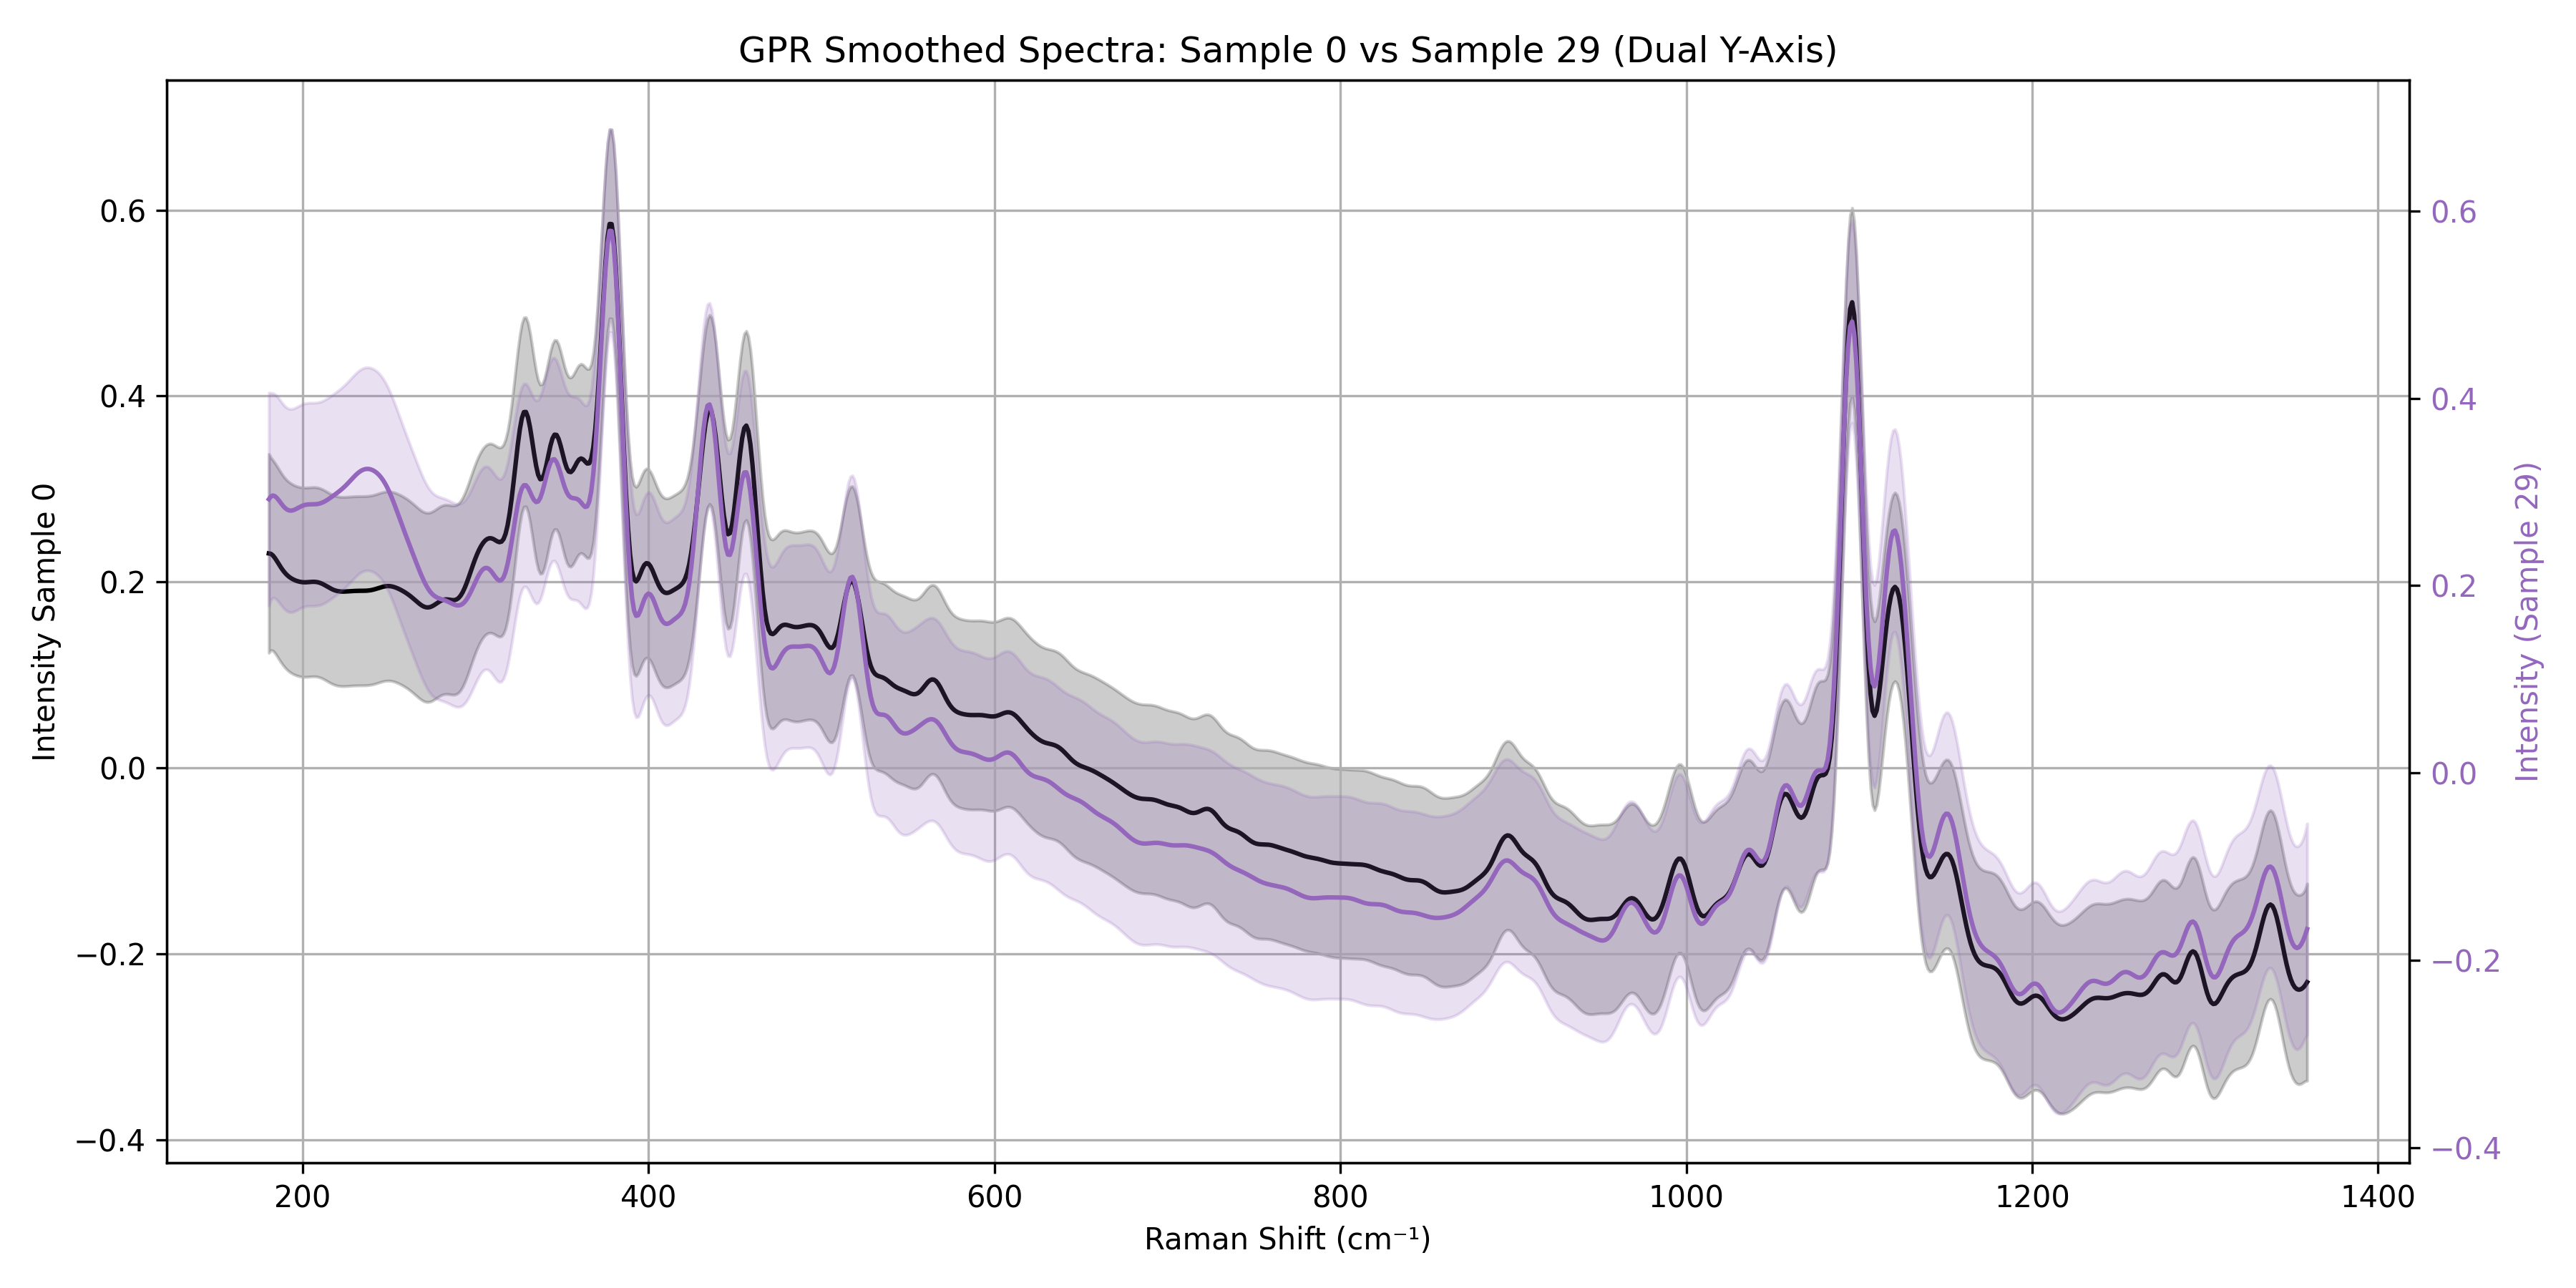 GPR Smoothed Spectra: Sample 0 vs Sample 29 (Dual Y-Axis)
Intensity Sample 0
0.6
0.4
0.2
0.0
−0.2
−0.4
0.6
0.4
0.2
0.0
−0.2
−0.4
Intensity (Sample 29)
200 400 600 800 1000 1200 1400
Raman Shift (cm⁻¹)